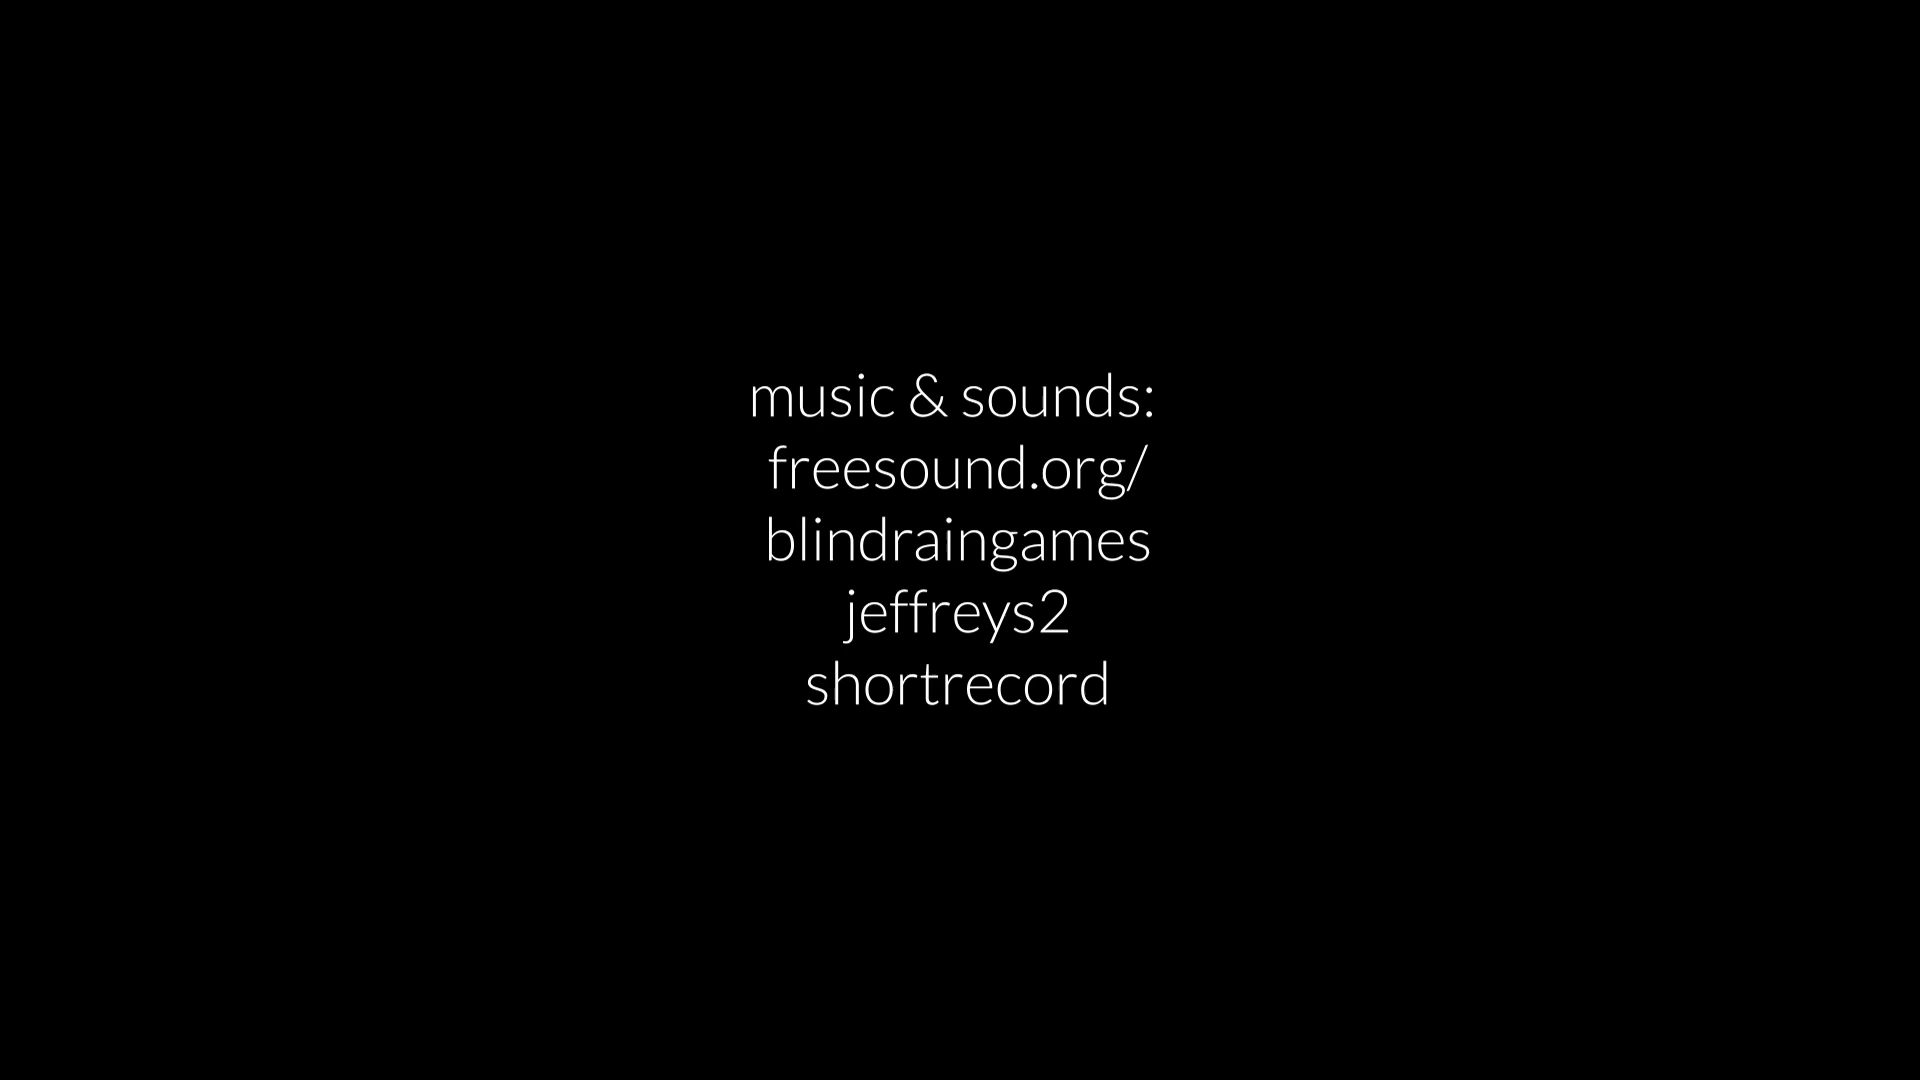 music & sounds:
freesound.org/
blindraingames
jeffreys2
shortrecord